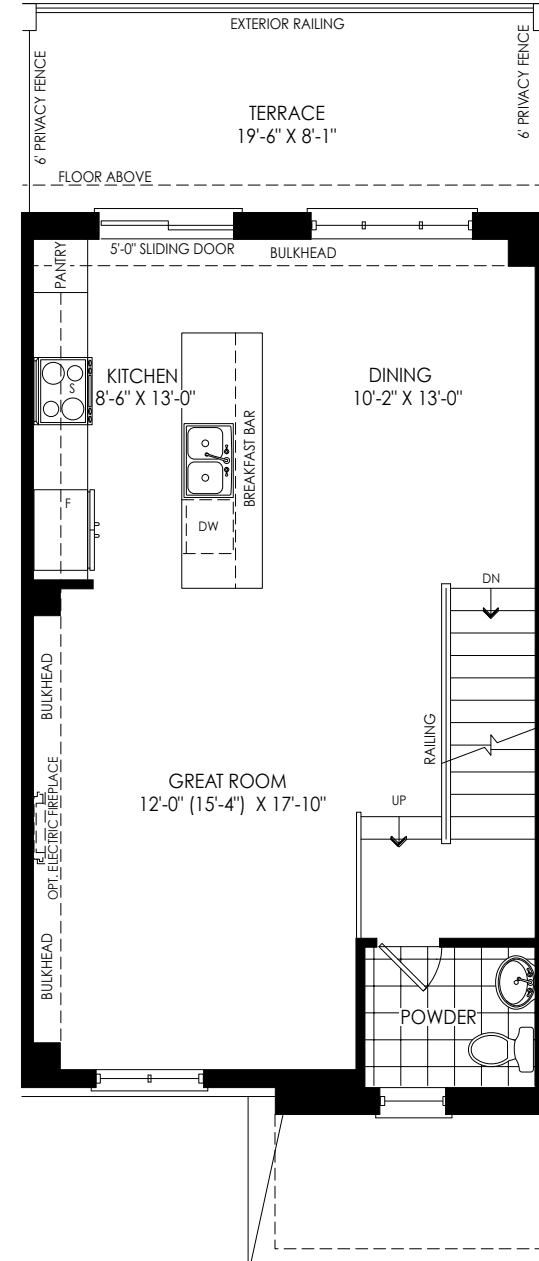 EXTERIOR RAILING
6' PRIVACY FENCE
6' PRIVACY FENCE
TERRACE
19'-6" X 8'-1"
FLOOR ABOVE
5'-0" SLIDING DOOR
BULKHEAD
PANTRY
KITCHEN
8'-6" X 13'-0"
S
DINING
10'-2" X 13'-0"
BREAKFAST BAR
F
DW
DN
BULKHEAD
RAILING
GREAT ROOM
12'-0" (15'-4") X 17'-10"
OPT. ELECTRIC FIREPLACE
UP
BULKHEAD
POWDER